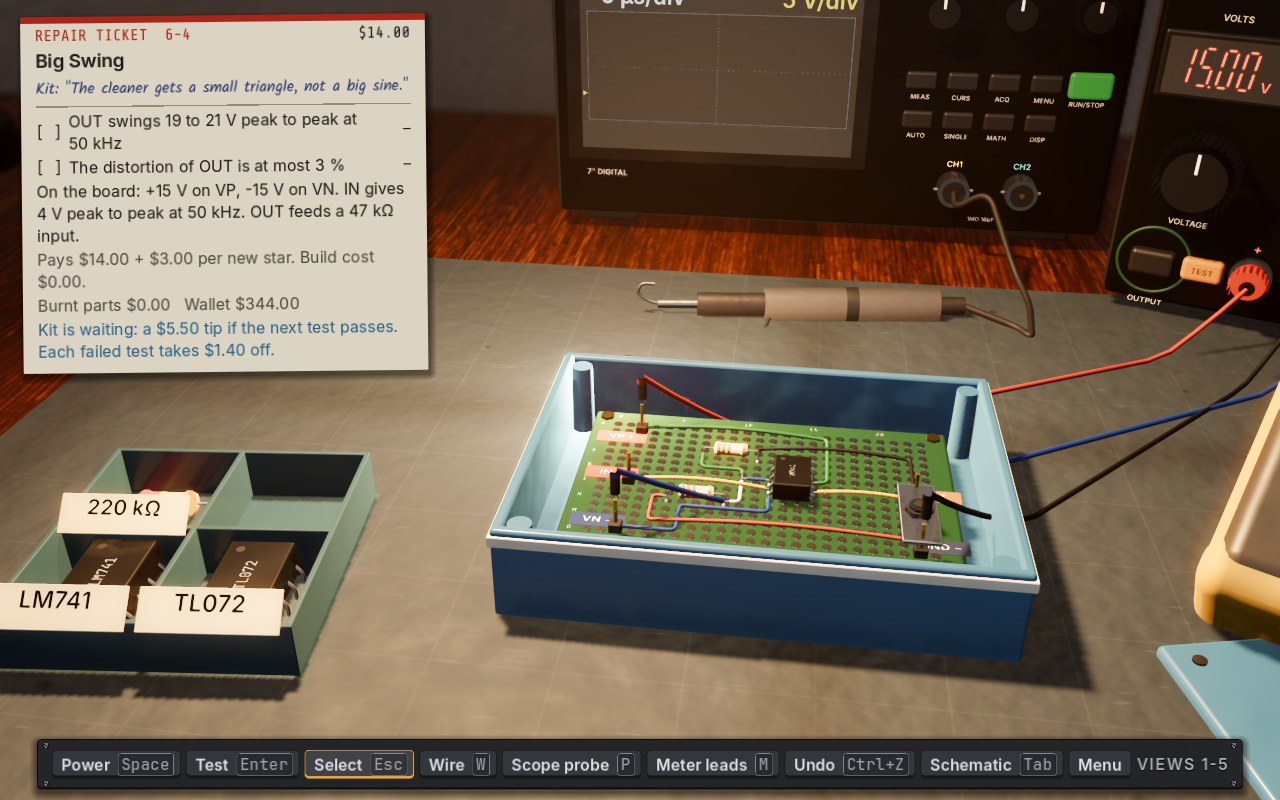 REPAIR TICKET 6-4 $14.00
Big Swing
Kit: "The cleaner gets a small triangle, not a big sine."
[ ] OUT swings 19 to 21 V peak to peak at 50 kHz –
[ ] The distortion of OUT is at most 3 % –
On the board: +15 V on VP, -15 V on VN. IN gives
4 V peak to peak at 50 kHz. OUT feeds a 47 kΩ
input.
Pays $14.00 + $3.00 per new star. Build cost
$0.00.
Burnt parts $0.00 Wallet $344.00
Kit is waiting: a $5.50 tip if the next test passes.
Each failed test takes $1.40 off.
5 V/div
MEAS CURS ACQ MENU RUN/STOP
AUTO SINGLE MATH DISP
7" DIGITAL
CH1 CH2
VOLTS
15.00 V
VOLTAGE
TEST
OUTPUT
+
VP
VN
220 kΩ
LM741
TL072
LM741
TL072
Power Space
Test Enter
Select Esc
Wire W
Scope probe P
Meter leads M
Undo Ctrl+Z
Schematic Tab
Menu
VIEWS 1-5